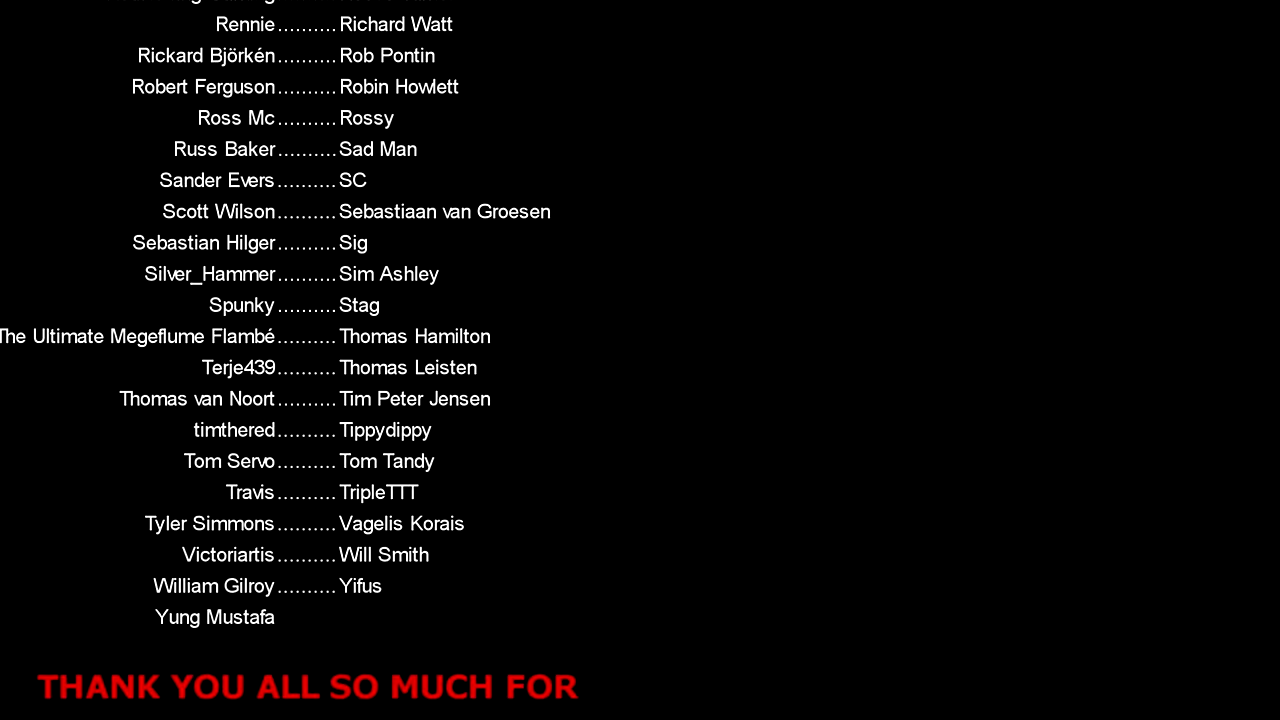 Rennie..........Richard Watt
Rickard Björkén..........Rob Pontin
Robert Ferguson..........Robin Howlett
Ross Mc..........Rossy
Russ Baker..........Sad Man
Sander Evers..........SC
Scott Wilson..........Sebastiaan van Groesen
Sebastian Hilger..........Sig
Silver_Hammer..........Sim Ashley
Spunky..........Stag
The Ultimate Megeflume Flambé..........Thomas Hamilton
Terje439..........Thomas Leisten
Thomas van Noort..........Tim Peter Jensen
timthered..........Tippydippy
Tom Servo..........Tom Tandy
Travis..........TripleTTT
Tyler Simmons..........Vagelis Korais
Victoriartis..........Will Smith
William Gilroy..........Yifus
Yung Mustafa
THANK YOU ALL SO MUCH FOR